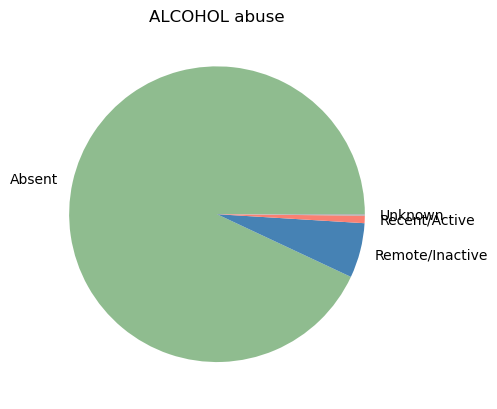 ALCOHOL abuse
Absent
Unknown
Recent/Active
Remote/Inactive